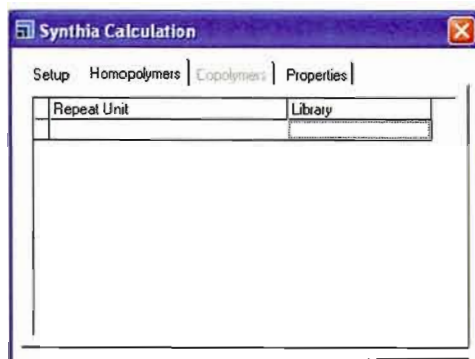 Synthia Calculation
Setup Homopolymers Copolymers Properties
Repeat Unit Library